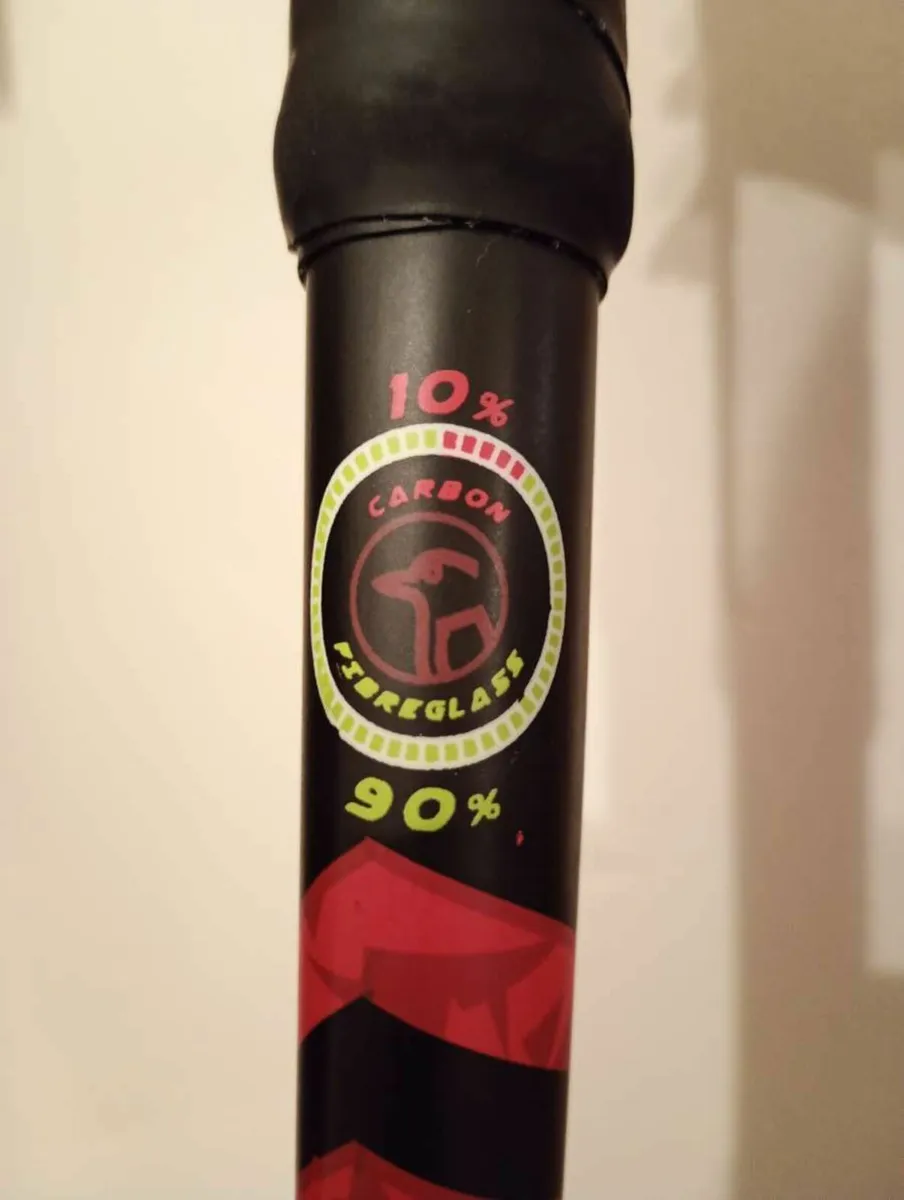 10%
CARBON
FIBREGLASS
90%